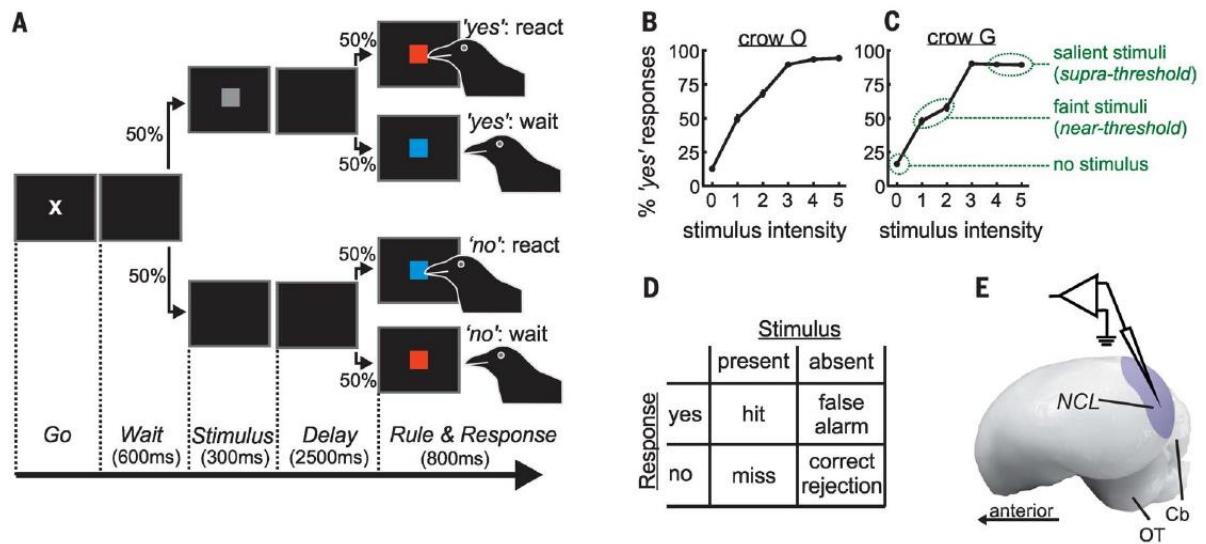 A
50%
50%
50%
'yes': react
50%
'yes': wait
x
50%
50%
'no': react
50%
'no': wait
Go
Wait
(600ms)
Stimulus
(300ms)
Delay
(2500ms)
Rule & Response
(800ms)
B
crow O
% 'yes' responses
100
75
50
25
0
0 1 2 3 4 5
stimulus intensity
C
crow G
100
75
50
25
0
0 1 2 3 4 5
stimulus intensity
salient stimuli
(supra-threshold)
faint stimuli
(near-threshold)
no stimulus
D
Stimulus
present absent
Response
yes hit false
alarm
no miss correct
rejection
E
NCL
Cb
OT
anterior